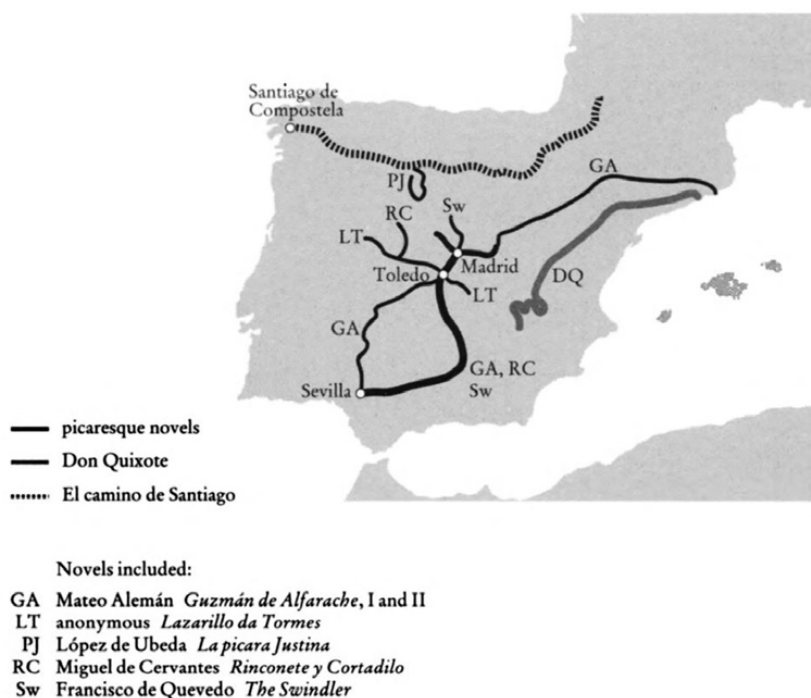 Santiago de
Compostela
GA
PJ
Sw
RC
LT
Madrid
Toledo
DQ
LT
GA
GA, RC
Sw
Sevilla
picaresque novels
Don Quixote
El camino de Santiago
Novels included:
GA Mateo Alemán Guzmán de Alfarache, I and II
LT anonymous Lazarillo da Tormes
PJ López de Ubeda La picara Justina
RC Miguel de Cervantes Rinconete y Cortadilo
Sw Francisco de Quevedo The Swindler